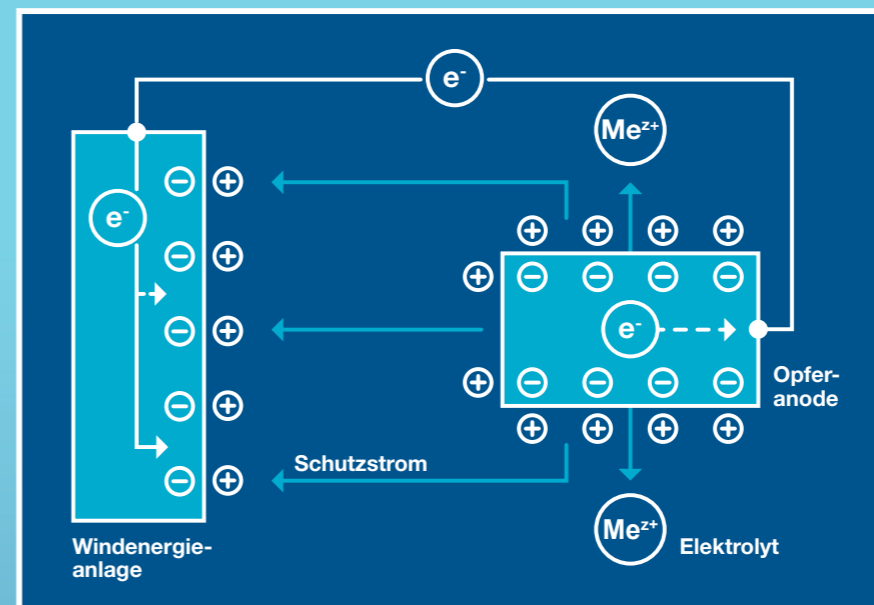 e⁻
Meᶻ⁺
e⁻
e⁻
Opfer-
anode
Schutzstrom
Windenergie-
anlage
Meᶻ⁺
Elektrolyt